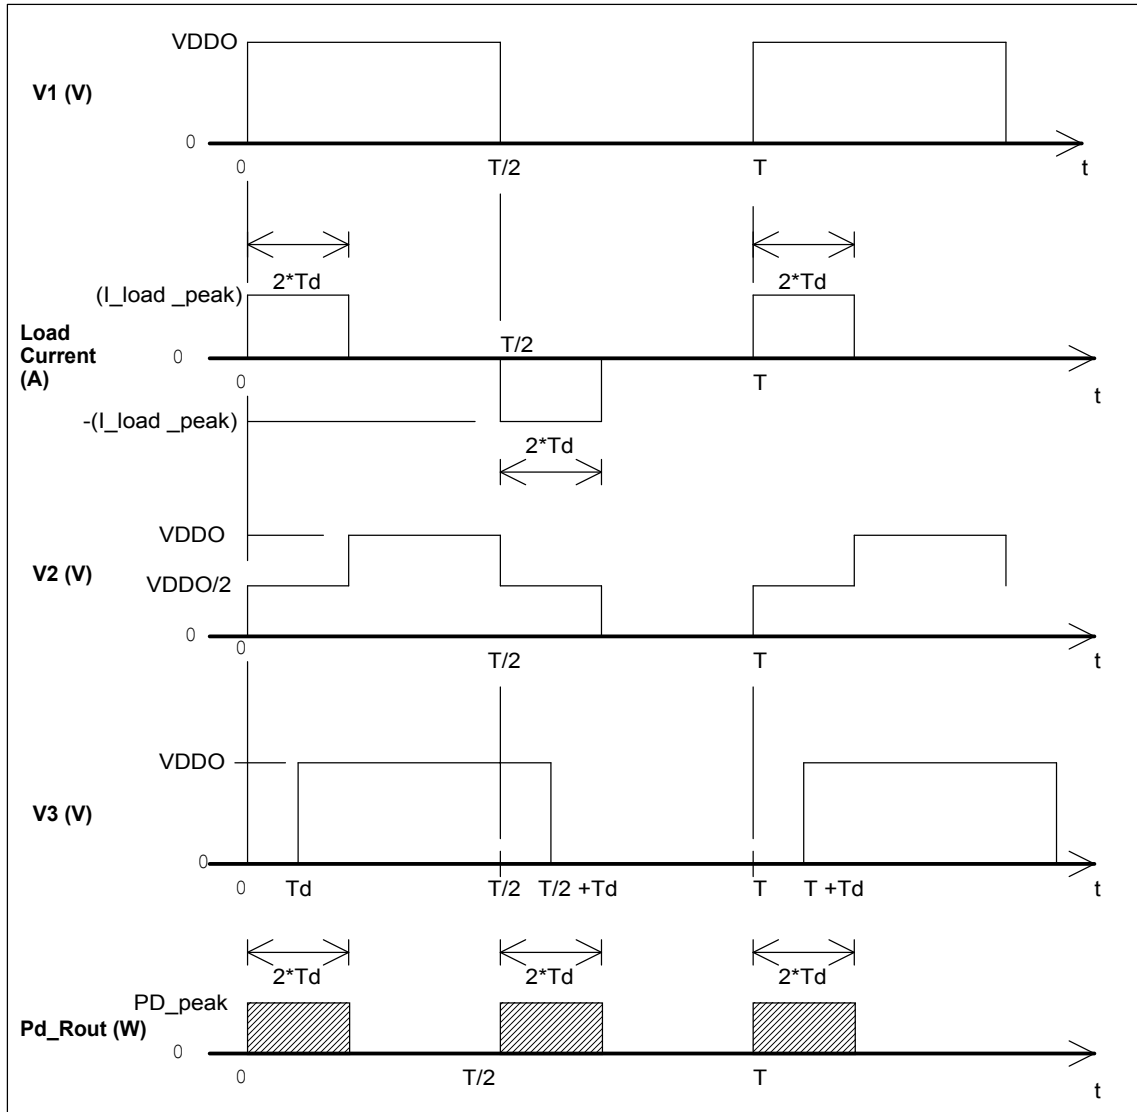 VDDO
V1 (V)
0
0
T/2
T
t
2*Td
2*Td
(I_load _peak)
Load
Current
(A)
0
T/2
0
T
t
-(I_load _peak)
2*Td
VDDO
V2 (V)
VDDO/2
0
0
T/2
T
t
VDDO
V3 (V)
0
0
Td
T/2
T/2 +Td
T
T +Td
t
2*Td
2*Td
2*Td
PD_peak
Pd_Rout (W)
0
0
T/2
T
t